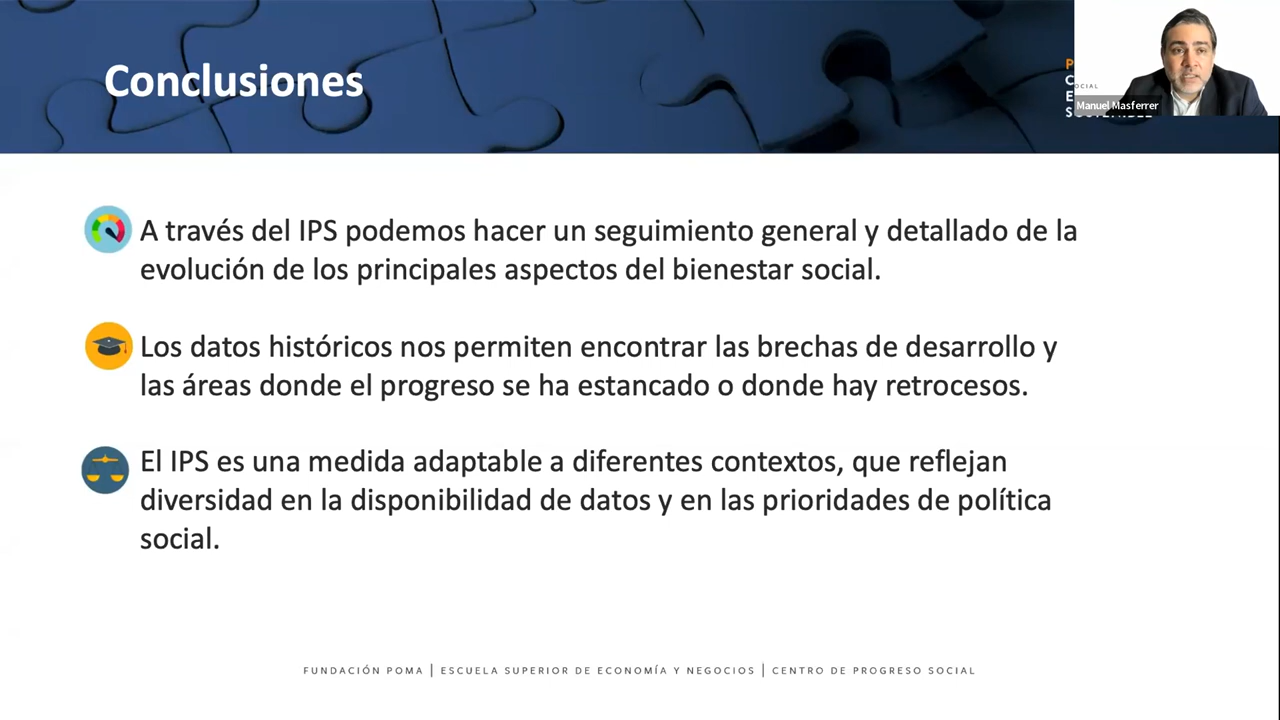 Conclusiones
OCIAL
Manuel Masferrer
A través del IPS podemos hacer un seguimiento general y detallado de la
evolución de los principales aspectos del bienestar social.
Los datos históricos nos permiten encontrar las brechas de desarrollo y
las áreas donde el progreso se ha estancado o donde hay retrocesos.
El IPS es una medida adaptable a diferentes contextos, que reflejan
diversidad en la disponibilidad de datos y en las prioridades de política
social.
FUNDACIÓN POMA | ESCUELA SUPERIOR DE ECONOMÍA Y NEGOCIOS | CENTRO DE PROGRESO SOCIAL